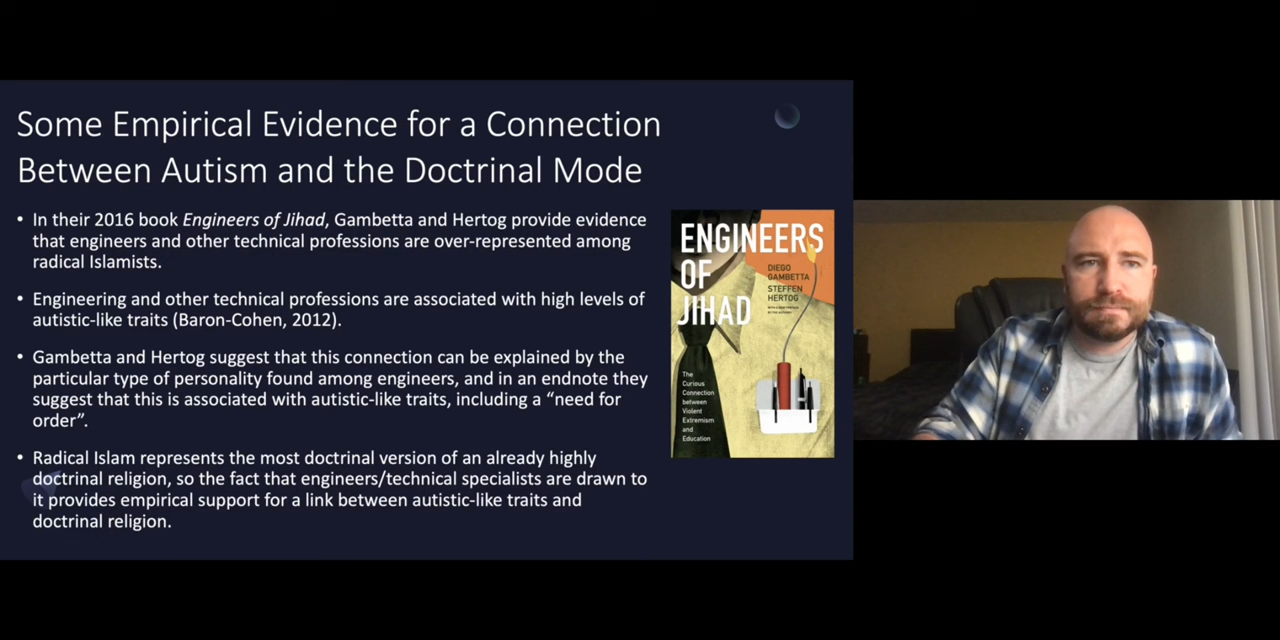 Some Empirical Evidence for a Connection
Between Autism and the Doctrinal Mode
• In their 2016 book Engineers of Jihad, Gambetta and Hertog provide evidence
that engineers and other technical professions are over-represented among
radical Islamists.
• Engineering and other technical professions are associated with high levels of
autistic-like traits (Baron-Cohen, 2012).
• Gambetta and Hertog suggest that this connection can be explained by the
particular type of personality found among engineers, and in an endnote they
suggest that this is associated with autistic-like traits, including a “need for
order”.
• Radical Islam represents the most doctrinal version of an already highly
doctrinal religion, so the fact that engineers/technical specialists are drawn to
it provides empirical support for a link between autistic-like traits and
doctrinal religion.
ENGINEERS
OF
JIHAD
DIEGO
GAMBETTA
STEFFEN
HERTOG
The
Curious
Connection
between
Violent
Extremism
and
Education